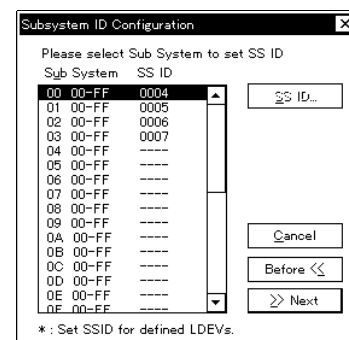 Subsystem ID Configuration
Please select Sub System to set SS ID
Sub System SS ID
00 00-FF 0004
01 00-FF 0005
02 00-FF 0006
03 00-FF 0007
04 00-FF ----
05 00-FF ----
06 00-FF ----
07 00-FF ----
08 00-FF ----
09 00-FF ----
0A 00-FF ----
0B 00-FF ----
0C 00-FF ----
0D 00-FF ----
0E 00-FF ----
0F 00-FF ----
SS ID...
Cancel
Before <<
>> Next
* : Set SSID for defined LDEVs.